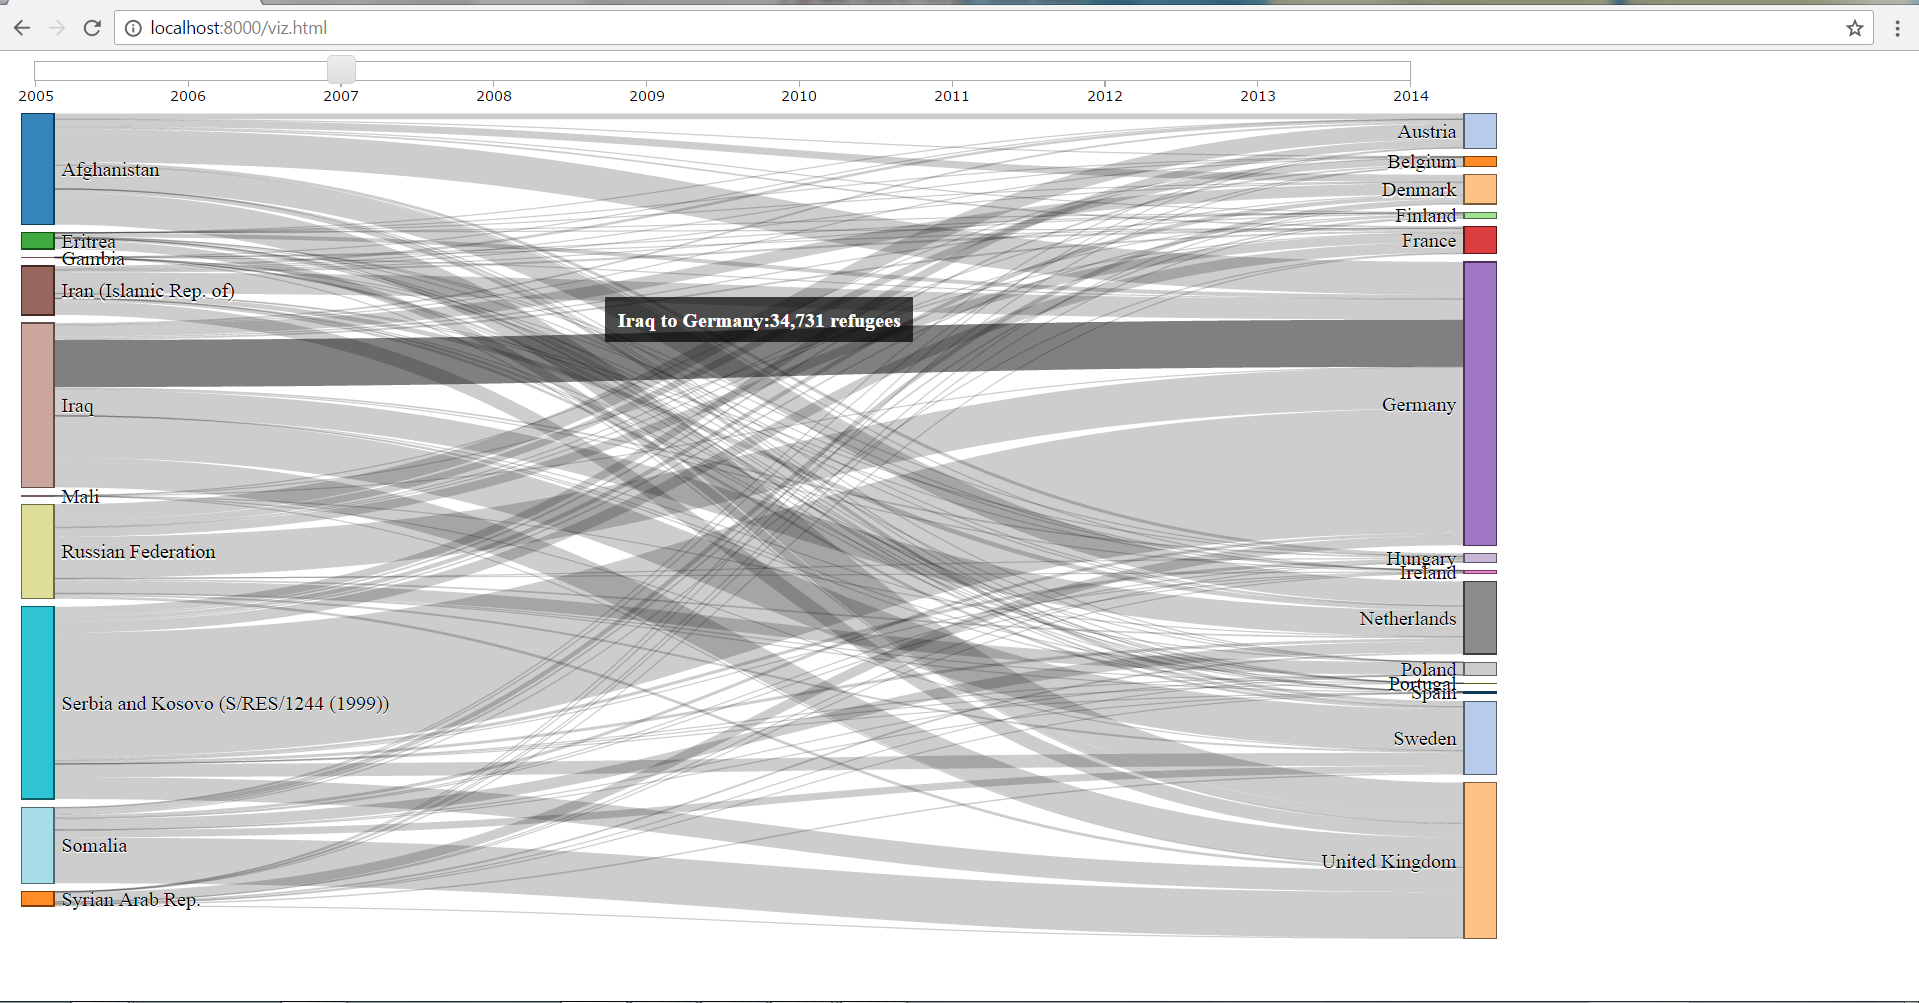 localhost:8000/viz.html
2005 2006 2007 2008 2009 2010 2011 2012 2013 2014
Afghanistan
Eritrea
Gambia
Iran (Islamic Rep. of)
Iraq
Mali
Russian Federation
Serbia and Kosovo (S/RES/1244 (1999))
Somalia
Syrian Arab Rep.
Iraq to Germany:34,731 refugees
Austria
Belgium
Denmark
Finland
France
Germany
Hungary
Ireland
Netherlands
Poland
Portugal
Spain
Sweden
United Kingdom